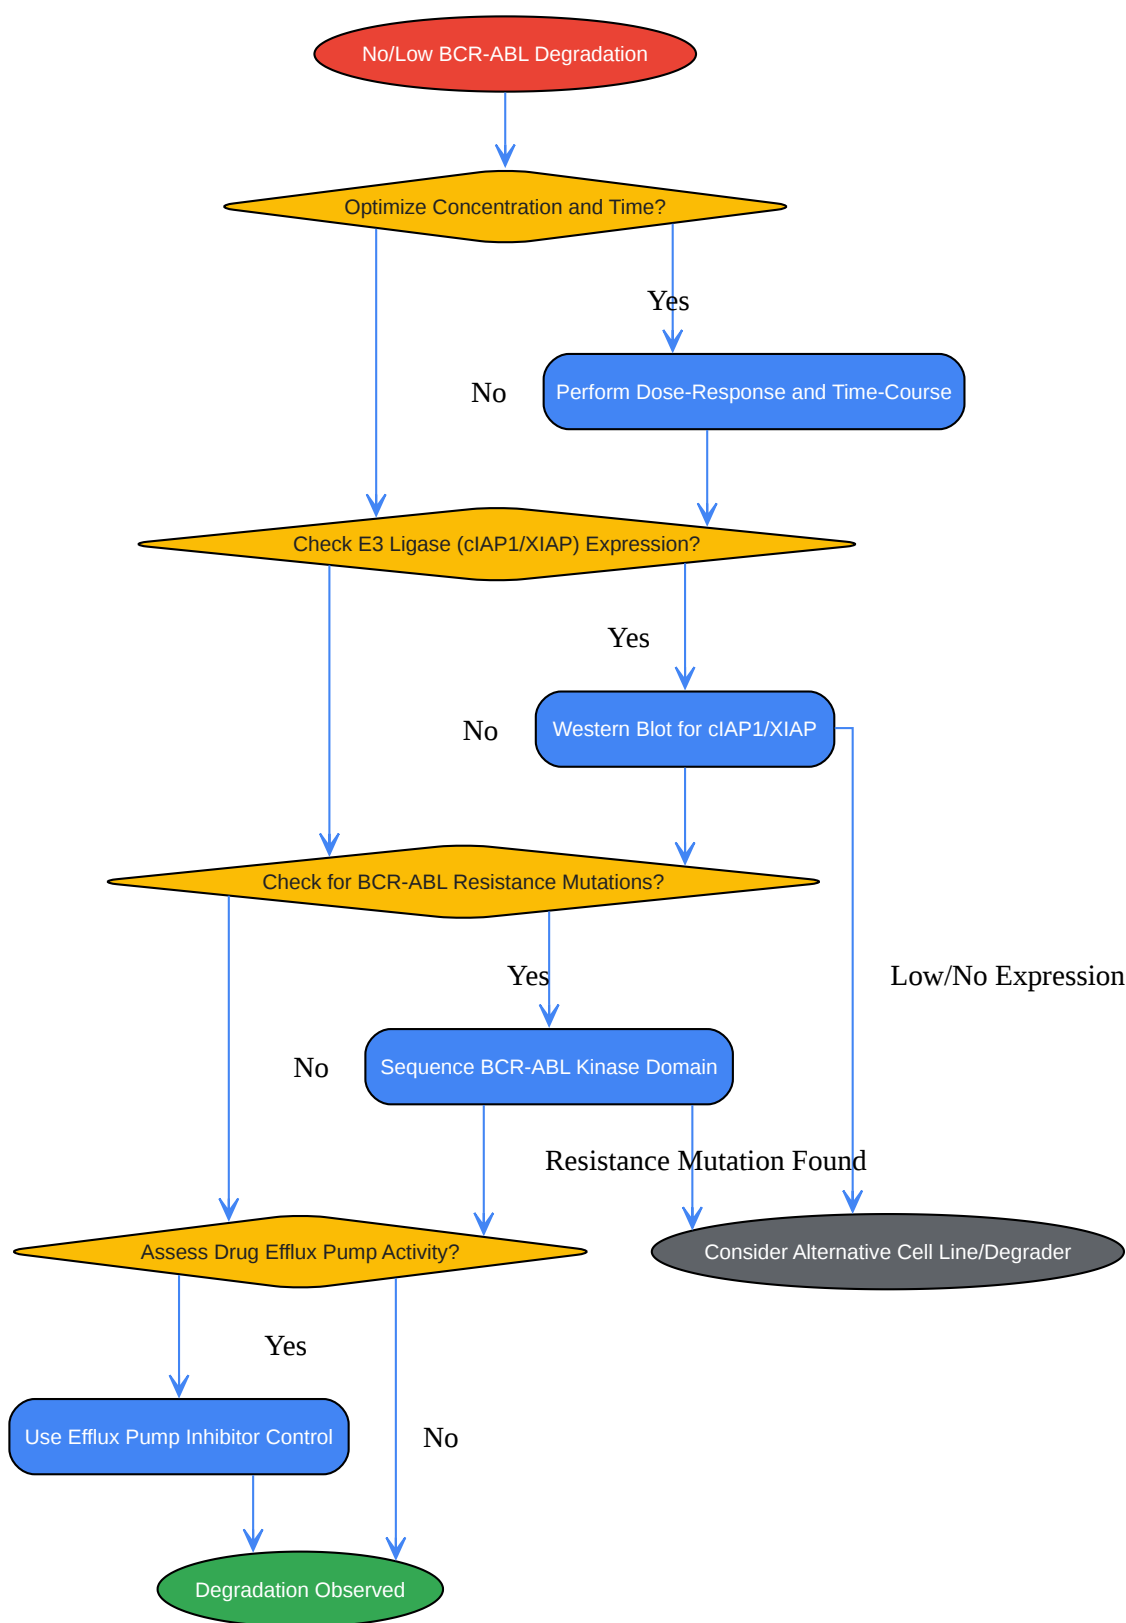 No/Low BCR-ABL Degradation
Optimize Concentration and Time?
Yes
No
Perform Dose-Response and Time-Course
Check E3 Ligase (cIAP1/XIAP) Expression?
Yes
No
Western Blot for cIAP1/XIAP
Check for BCR-ABL Resistance Mutations?
Yes
Low/No Expression
No
Sequence BCR-ABL Kinase Domain
Resistance Mutation Found
Assess Drug Efflux Pump Activity?
Consider Alternative Cell Line/Degrader
Yes
Use Efflux Pump Inhibitor Control
No
Degradation Observed